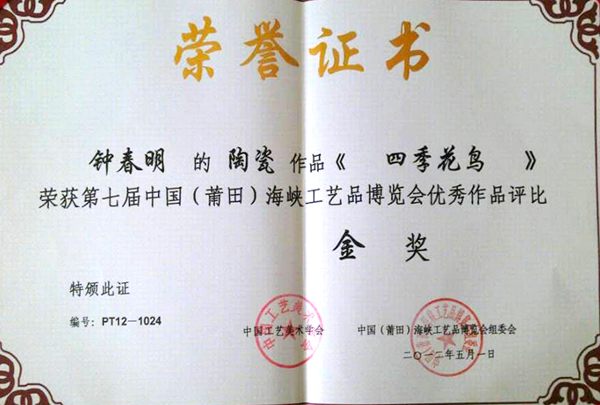 荣誉证书
钟春明 的 陶瓷 作品《 四季花鸟 》
荣获第七届中国（莆田）海峡工艺品博览会优秀作品评比
金 奖
特颁此证
编号：PT12－1024
中国工艺美术学会 中国（莆田）海峡工艺品博览会组委会
二〇一二年五月一日